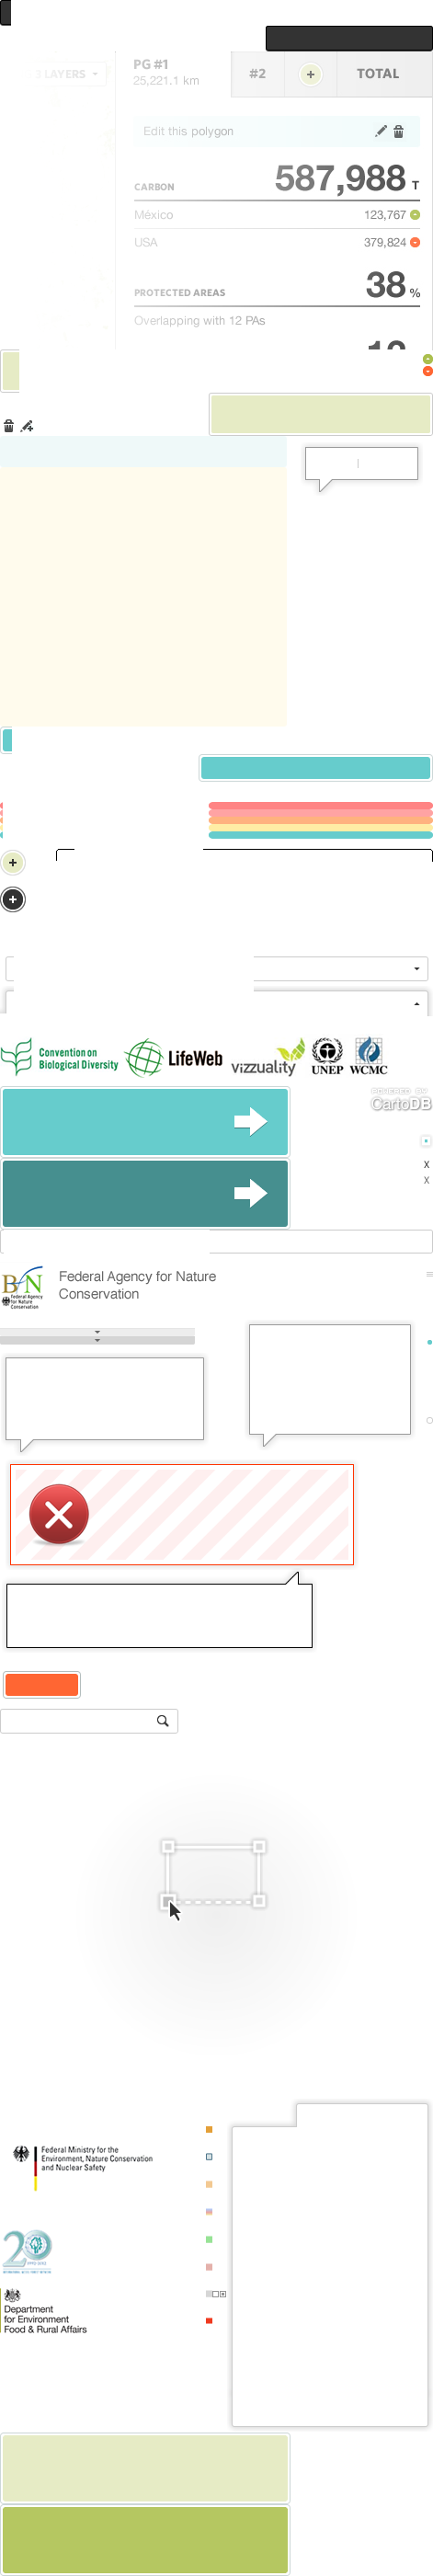 3 LAYERS
PG #1
25,221.1 km
#2
TOTAL
Edit this polygon
CARBON
587,988 T
México
123,767
USA
379,824
PROTECTED AREAS
38 %
Overlapping with 12 PAs
Convention on
Biological Diversity
LifeWeb
vizzuality
UNEP
WCMC
POWERED BY
CartoDB
X
X
BfN
Federal Agency
for Nature
Conservation
Federal Agency for Nature
Conservation
Federal Ministry for the
Environment, Nature Conservation
and Nuclear Safety
20
Department
for Environment
Food & Rural Affairs